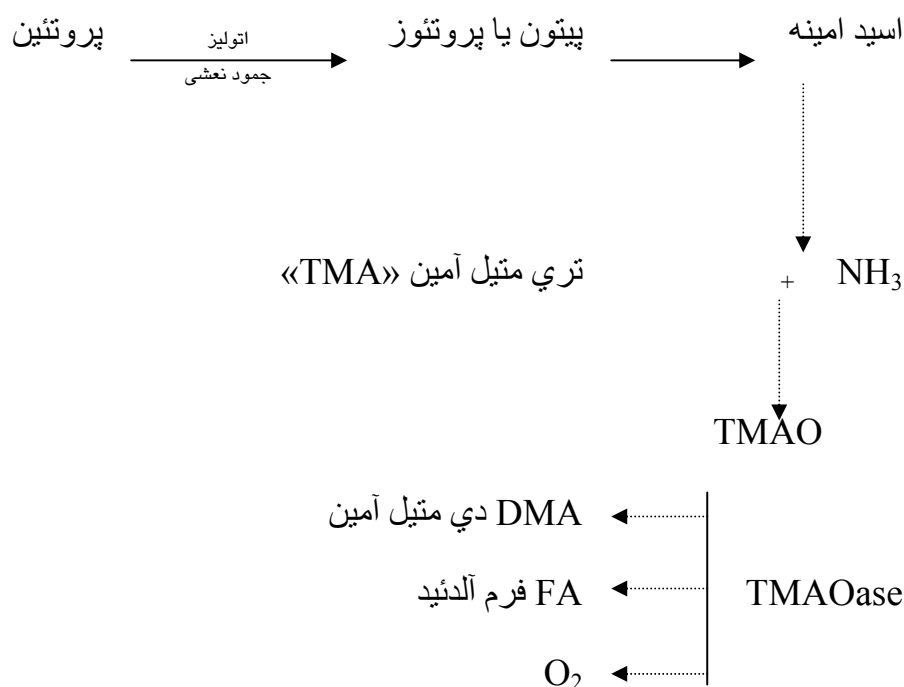 پروتئين
اتوليز
جمود نعشی
پپتون يا پروتئوز
اسيد امينه
تري متيل آمين «TMA»
+ NH3
TMAO
DMA دي متيل آمين
FA فرم آلدئيد
TMAOase
O2